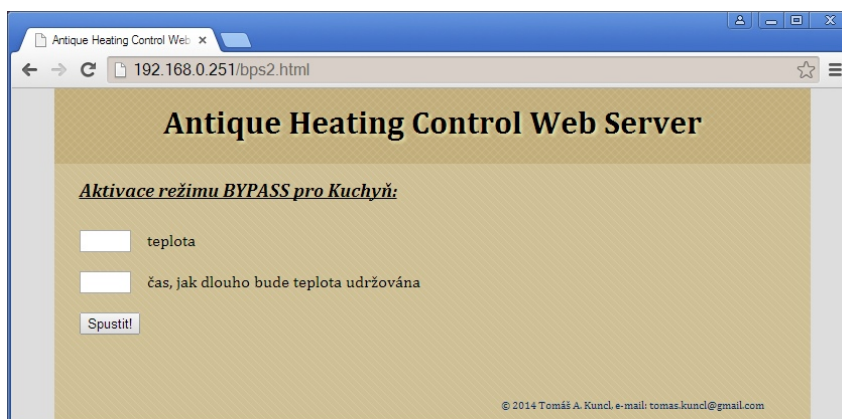 Antique Heating Control Web
192.168.0.251/bps2.html
Antique Heating Control Web Server
Aktivace režimu BYPASS pro Kuchyň:
teplota
čas, jak dlouho bude teplota udržována
Spustit!
© 2014 Tomáš A. Kuncl, e-mail: tomas.kuncl@gmail.com